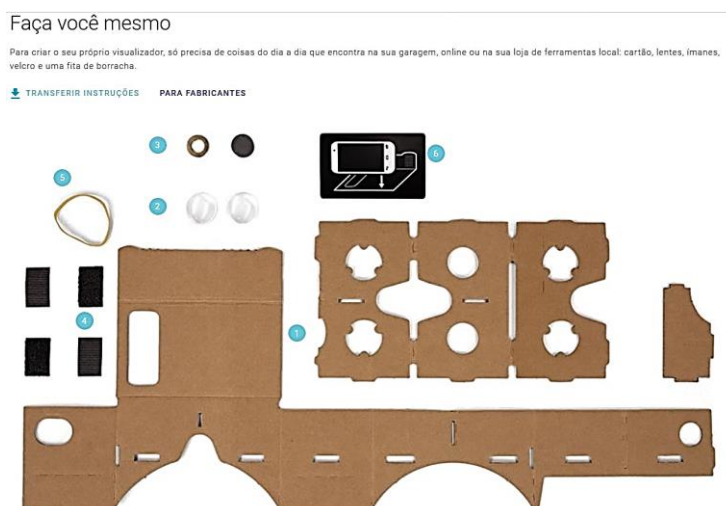 Faça você mesmo
Para criar o seu próprio visualizador, só precisa de coisas do dia a dia que encontra na sua garagem, online ou na sua loja de ferramentas local: cartão, lentes, ímanes,
velcro e uma fita de borracha.
TRANSFERIR INSTRUÇÕES PARA FABRICANTES
3
6
5
2
4
1